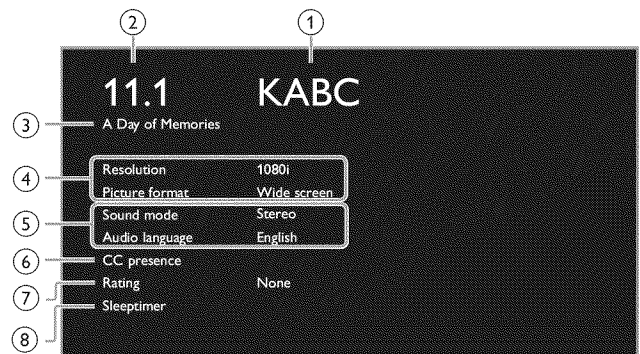 2 1
11.1 KABC
3 A Day of Memories
4 Resolution 1080i
Picture format Wide screen
5 Sound mode Stereo
Audio language English
6 CC presence
7 Rating None
8 Sleeptimer